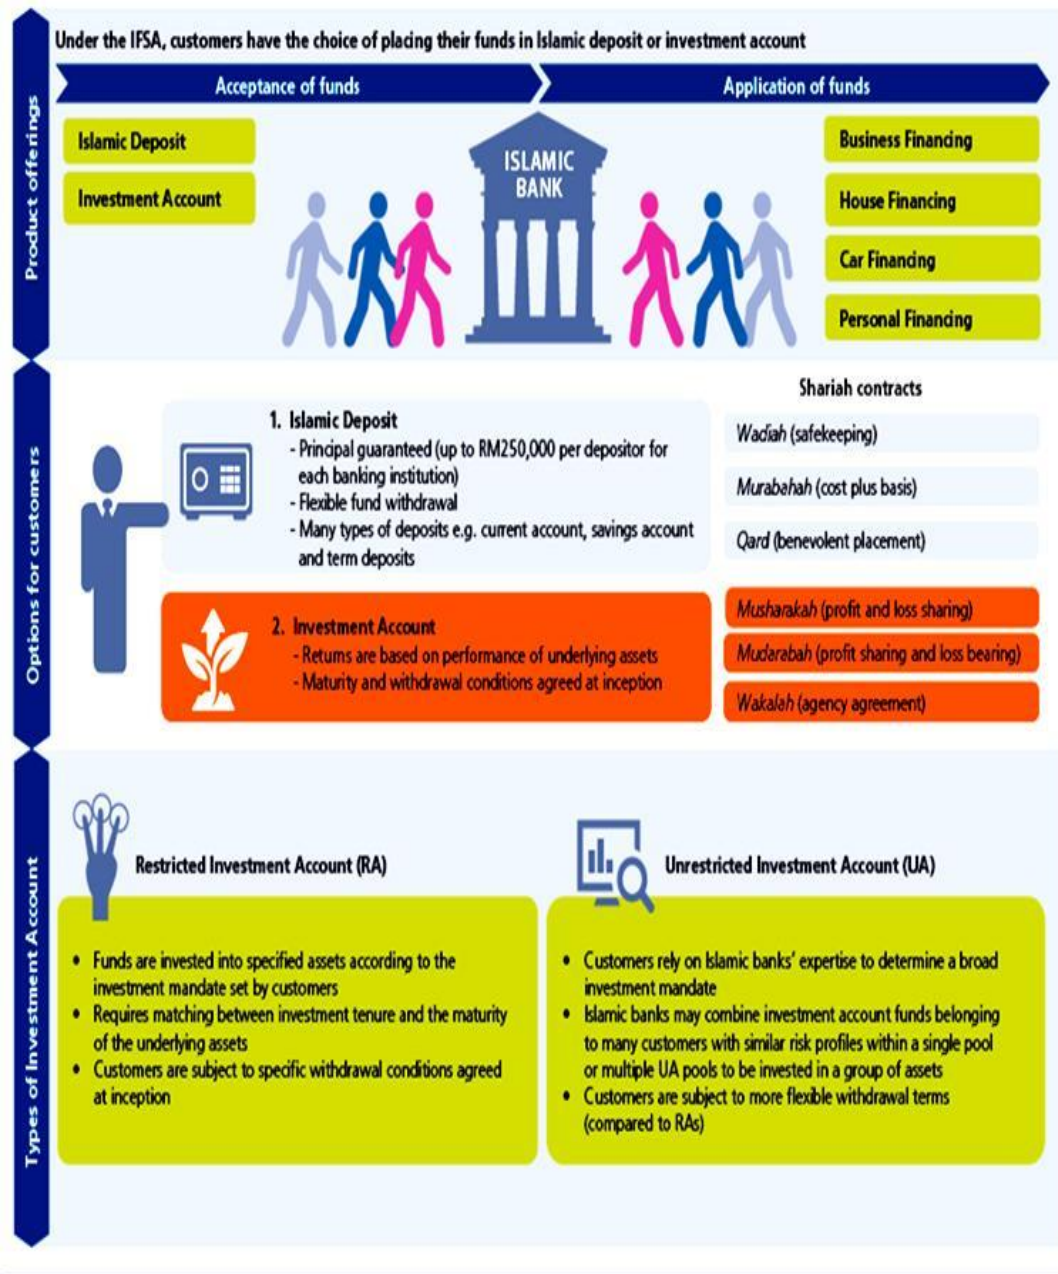 Under the IFSA, customers have the choice of placing their funds in Islamic deposit or investment account
Product offerings
Acceptance of funds
Application of funds
Islamic Deposit
Investment Account
ISLAMIC
BANK
Business Financing
House Financing
Car Financing
Personal Financing
Options for customers
Shariah contracts
1. Islamic Deposit
- Principal guaranteed (up to RM250,000 per depositor for
each banking institution)
- Flexible fund withdrawal
- Many types of deposits e.g. current account, savings account
and term deposits
Wadiah (safekeeping)
Murabahah (cost plus basis)
Qard (benevolent placement)
2. Investment Account
- Returns are based on performance of underlying assets
- Maturity and withdrawal conditions agreed at inception
Musharakah (profit and loss sharing)
Mudarabah (profit sharing and loss bearing)
Wakalah (agency agreement)
Types of Investment Account
Restricted Investment Account (RA)
• Funds are invested into specified assets according to the
investment mandate set by customers
• Requires matching between investment tenure and the maturity
of the underlying assets
• Customers are subject to specific withdrawal conditions agreed
at inception
Unrestricted Investment Account (UA)
• Customers rely on Islamic banks' expertise to determine a broad
investment mandate
• Islamic banks may combine investment account funds belonging
to many customers with similar risk profiles within a single pool
or multiple UA pools to be invested in a group of assets
• Customers are subject to more flexible withdrawal terms
(compared to RAs)